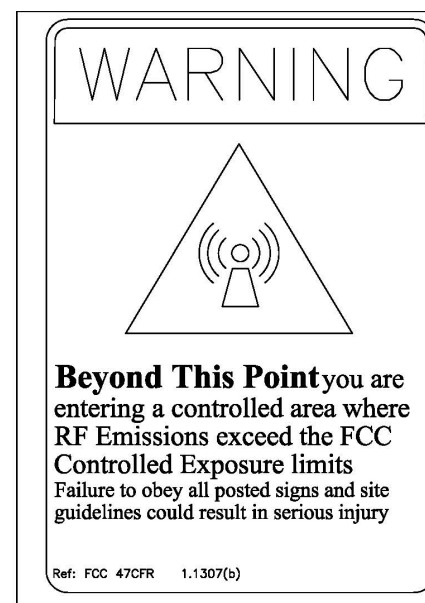 WARNING
Beyond This Point you are
entering a controlled area where
RF Emissions exceed the FCC
Controlled Exposure limits
Failure to obey all posted signs and site
guidelines could result in serious injury
Ref: FCC 47CFR 1.1307(b)